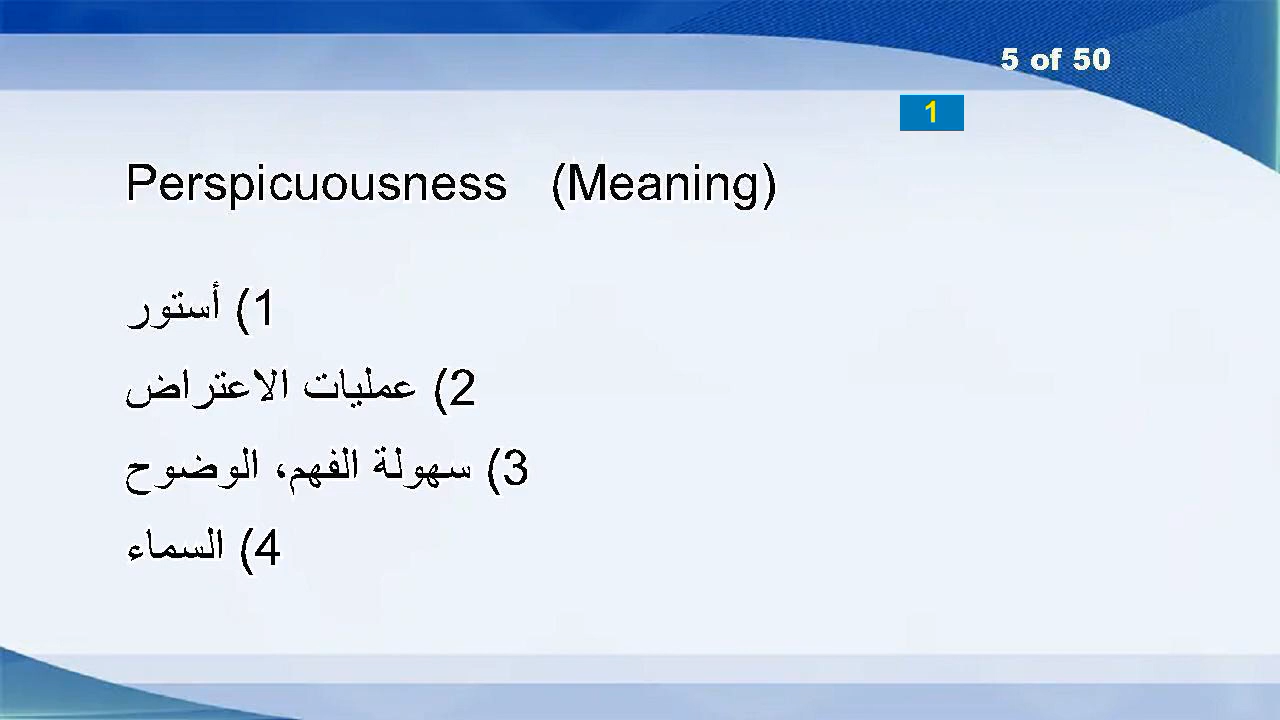 5 of 50
1
Perspicuousness (Meaning)
1) أستور
2) عمليات الاعتراض
3) سهولة الفهم، الوضوح
4) السماء